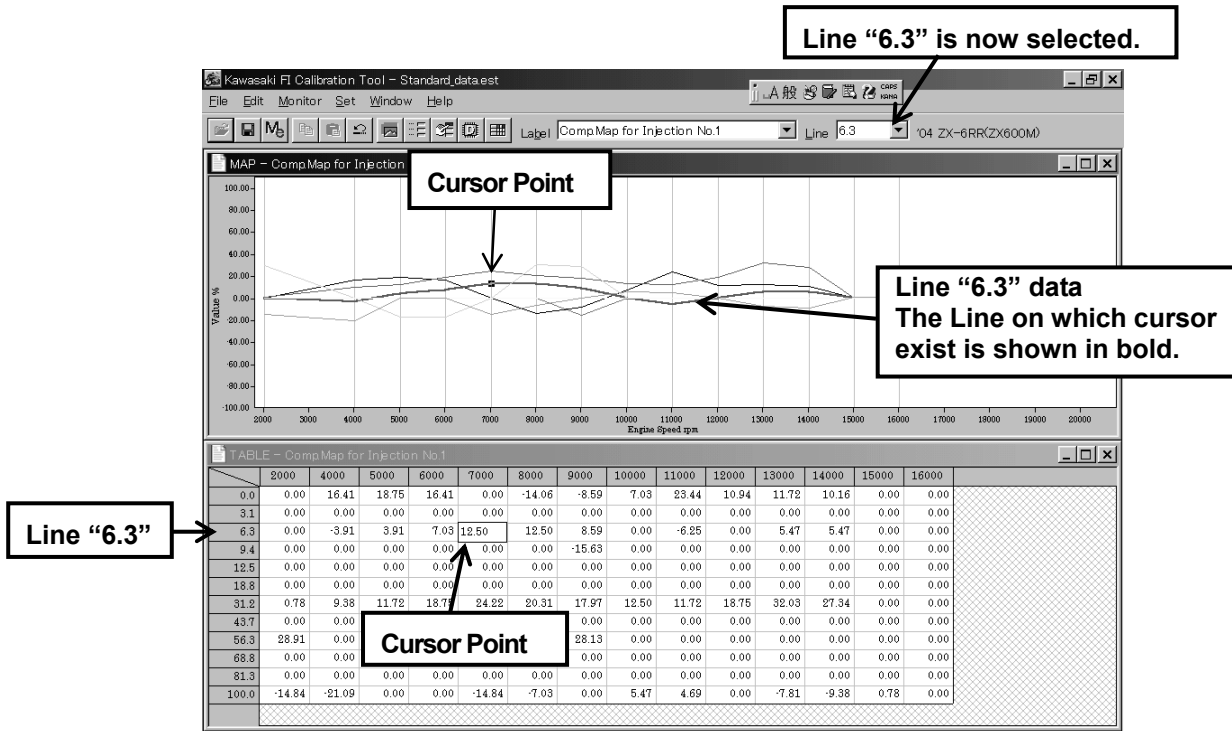 Line “6.3” is now selected.
Kawasaki FI Calibration Tool - Standard_data.est
A 般 CAPS KANA
File Edit Monitor Set Window Help
Label Comp.Map for Injection No.1 Line 6.3 '04 ZX-6RR(ZX600M)
MAP - Comp.Map for Injection
Cursor Point
100.00
80.00
60.00
40.00
20.00
0.00
-20.00
-40.00
-60.00
-80.00
-100.00
Value %
2000 3000 4000 5000 6000 7000 8000 9000 10000 11000 12000 13000 14000 15000 16000 17000 18000 19000 20000
Engine Speed rpm
Line “6.3” data
The Line on which cursor
exist is shown in bold.
TABLE - Comp.Map for Injection No.1
2000 4000 5000 6000 7000 8000 9000 10000 11000 12000 13000 14000 15000 16000
0.0 0.00 16.41 18.75 16.41 0.00 -14.06 -8.59 7.03 23.44 10.94 11.72 10.16 0.00 0.00
3.1 0.00 0.00 0.00 0.00 0.00 0.00 0.00 0.00 0.00 0.00 0.00 0.00 0.00 0.00
Line “6.3”
6.3 0.00 -3.91 3.91 7.03 12.50 12.50 8.59 0.00 -6.25 0.00 5.47 5.47 0.00 0.00
9.4 0.00 0.00 0.00 0.00 0.00 0.00 -15.63 0.00 0.00 0.00 0.00 0.00 0.00 0.00
12.5 0.00 0.00 0.00 0.00 0.00 0.00 0.00 0.00 0.00 0.00 0.00 0.00 0.00 0.00
18.8 0.00 0.00 0.00 0.00 0.00 0.00 0.00 0.00 0.00 0.00 0.00 0.00 0.00 0.00
31.2 0.78 9.38 11.72 18.75 24.22 20.31 17.97 12.50 11.72 18.75 32.03 27.34 0.00 0.00
43.7 0.00 0.00 0.00 0.00 0.00 0.00 0.00 0.00 0.00 0.00
Cursor Point
56.3 28.91 0.00 28.13 0.00 0.00 0.00 0.00 0.00 0.00 0.00
68.8 0.00 0.00 0.00 0.00 0.00 0.00 0.00 0.00 0.00 0.00
81.3 0.00 0.00 0.00 0.00 0.00 0.00 0.00 0.00 0.00 0.00 0.00 0.00 0.00 0.00
100.0 -14.84 -21.09 0.00 0.00 -14.84 -7.03 0.00 5.47 4.69 0.00 -7.81 -9.38 0.78 0.00